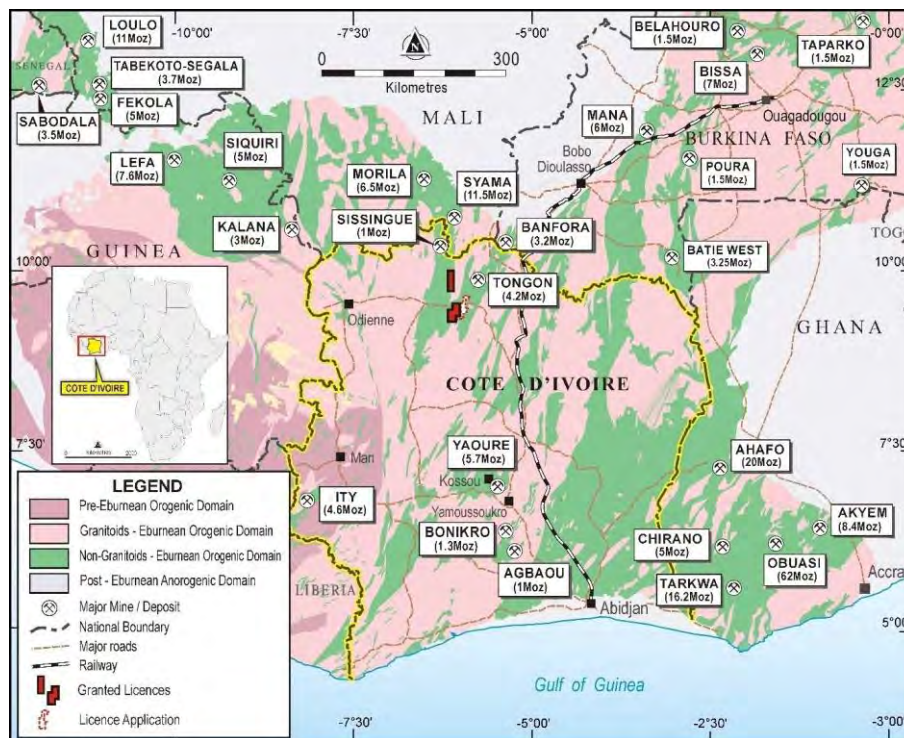 LOULO
(11Moz)
-10°00'
-7°30'
-5°00'
-0°00'
BELAHOURO
(1.5Moz)
TAPARKO
(1.5Moz)
N
0
300
Kilometres
SENEGAL
TABEKOTO-SEGALA
(3.7Moz)
FEKOLA
(5Moz)
SABODALA
(3.5Moz)
BISSA
(7Moz)
12°30'
MALI
MANA
(6Moz)
Ouagadougou
BURKINA FASO
SIQUIRI
(5Moz)
LEFA
(7.6Moz)
Bobo
Dioulasso
POURA
(1.5Moz)
YOUGA
(1.5Moz)
MORILA
(6.5Moz)
SYAMA
(11.5Moz)
SISSINGUE
(1Moz)
KALANA
(3Moz)
BANFORA
(3.2Moz)
BATIE WEST
(3.25Moz)
TOGO
GUINEA
10°00'
10°00'
TONGON
(4.2Moz)
Odienne
GHANA
COTE D'IVOIRE
COTE D'IVOIRE
0
7°30'
7°30'
Man
YAOURE
(5.7Moz)
Kossou
Yamoussoukro
AHAFO
(20Moz)
ITY
(4.6Moz)
BONIKRO
(1.3Moz)
AGBAOU
(1Moz)
CHIRANO
(5Moz)
AKYEM
(8.4Moz)
OBUASI
(62Moz)
TARKWA
(16.2Moz)
Accra
LIBERIA
Abidjan
5°00'
Gulf of Guinea
LEGEND
Pre-Eburnean Orogenic Domain
Granitoids - Eburnean Orogenic Domain
Non-Granitoids - Eburnean Orogenic Domain
Post - Eburnean Anorogenic Domain
Major Mine / Deposit
National Boundary
Major roads
Railway
Granted Licences
Licence Application
-7°30'
-5°00'
-2°30'
-0°00'